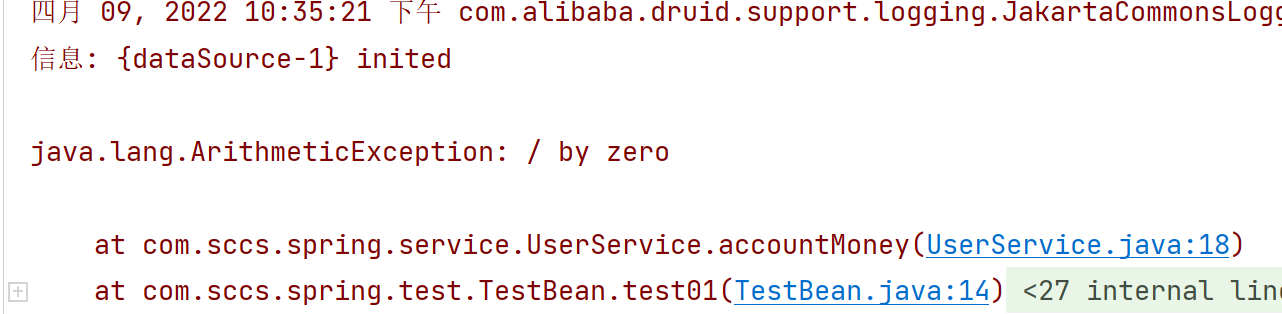 四月 09, 2022 10:35:21 下午 com.alibaba.druid.support.logging.JakartaCommonsLogg
信息: {dataSource-1} inited
java.lang.ArithmeticException: / by zero
at com.sccs.spring.service.UserService.accountMoney(UserService.java:18)
at com.sccs.spring.test.TestBean.test01(TestBean.java:14) <27 internal line